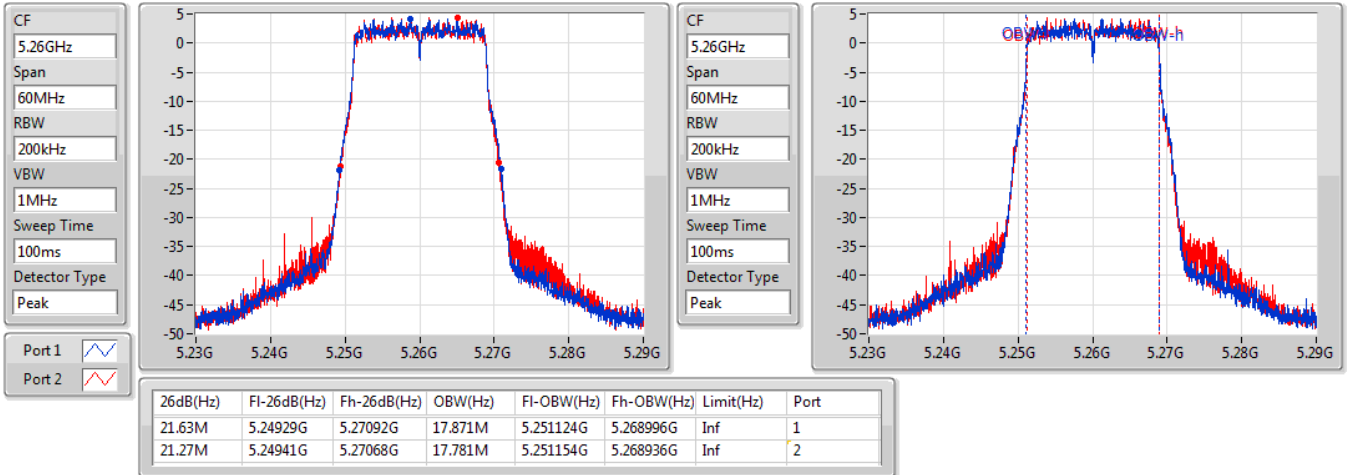 CF
5.26GHz
Span
60MHz
RBW
200kHz
VBW
1MHz
Sweep Time
100ms
Detector Type
Peak
Port 1
Port 2
5
0
-5
-10
-15
-20
-25
-30
-35
-40
-45
-50
5.23G 5.24G 5.25G 5.26G 5.27G 5.28G 5.29G
CF
5.26GHz
Span
60MHz
RBW
200kHz
VBW
1MHz
Sweep Time
100ms
Detector Type
Peak
5
0
-5
-10
-15
-20
-25
-30
-35
-40
-45
-50
5.23G 5.24G 5.25G 5.26G 5.27G 5.28G 5.29G
26dB(Hz) Fl-26dB(Hz) Fh-26dB(Hz) OBW(Hz) Fl-OBW(Hz) Fh-OBW(Hz) Limit(Hz) Port
21.63M 5.24929G 5.27092G 17.871M 5.251124G 5.268996G Inf 1
21.27M 5.24941G 5.27068G 17.781M 5.251154G 5.268936G Inf 2